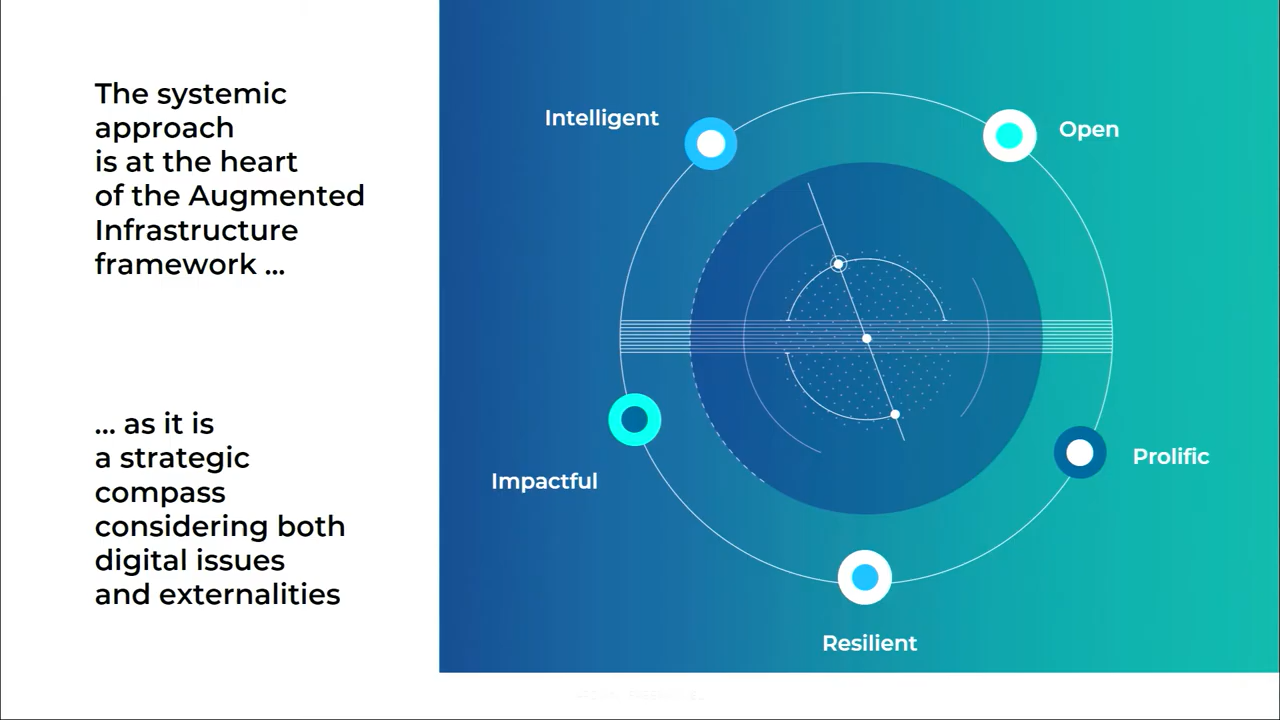 The systemic
approach
is at the heart
of the Augmented
Infrastructure
framework ...
... as it is
a strategic
compass
considering both
digital issues
and externalities
Intelligent
Open
Prolific
Impactful
Resilient